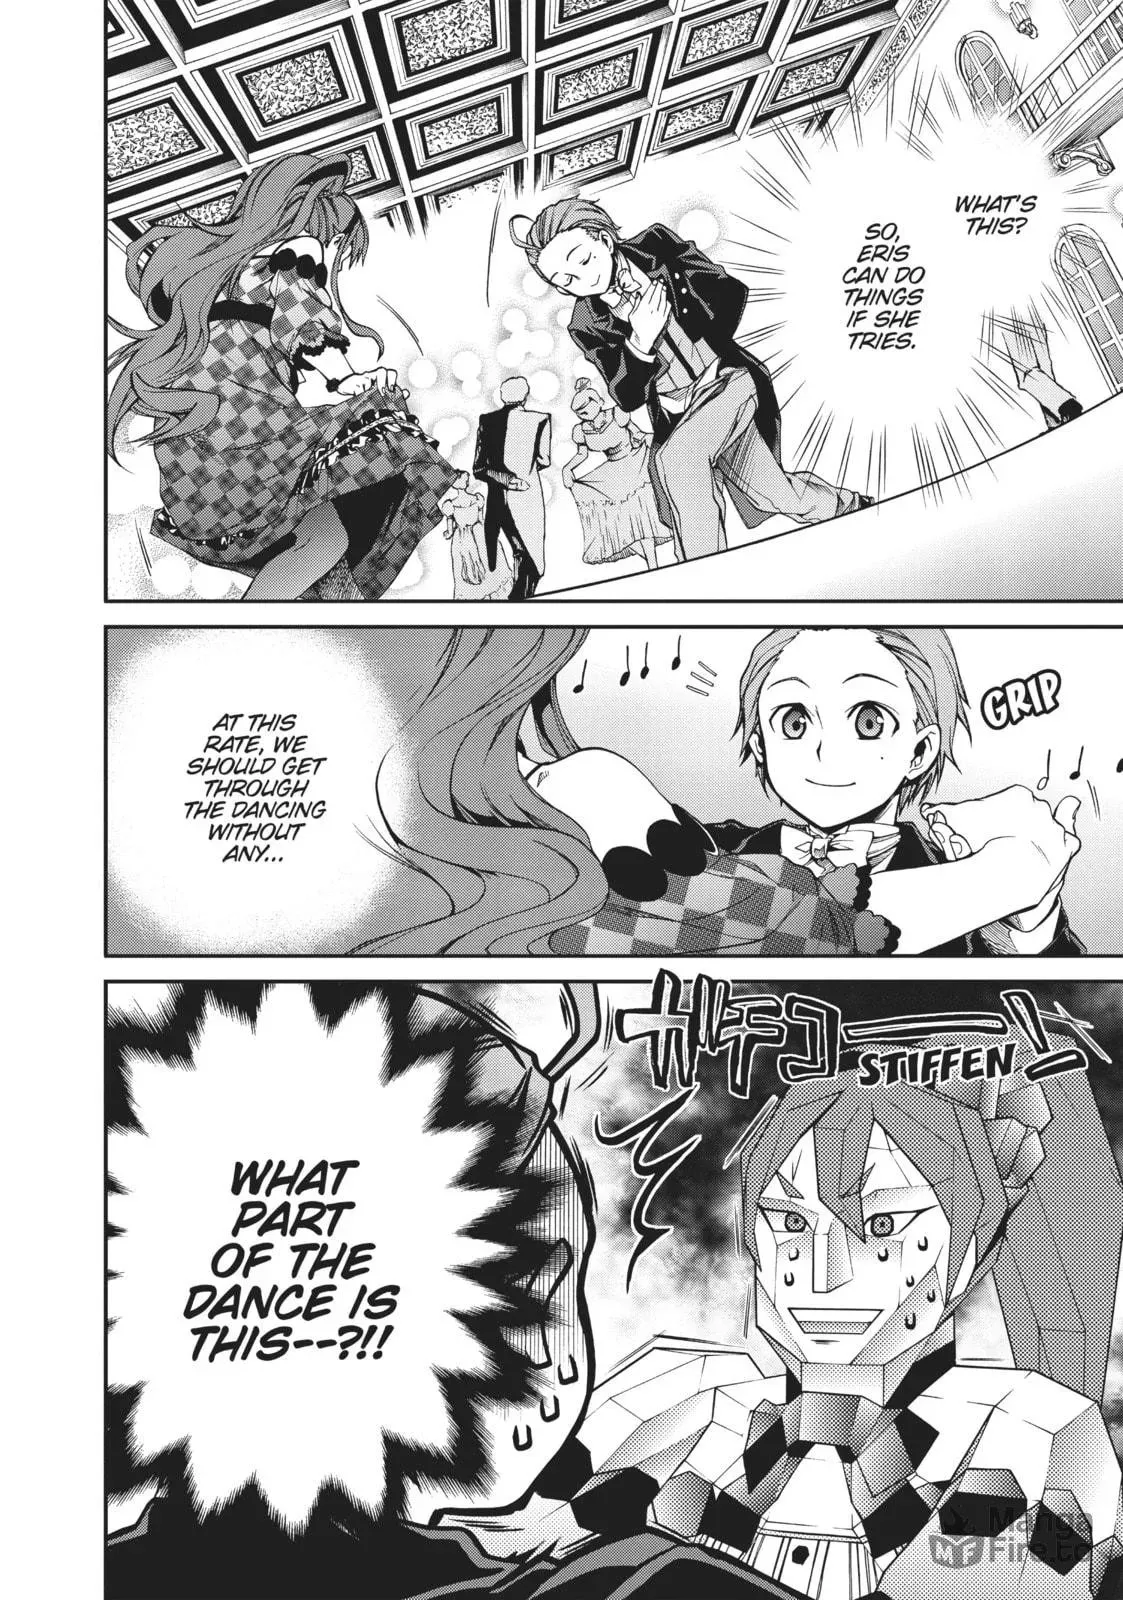 WHAT'S
THIS?
SO,
ERIS
CAN DO
THINGS
IF SHE
TRIES.
GRIP
AT THIS
RATE, WE
SHOULD GET
THROUGH
THE DANCING
WITHOUT
ANY...
STIFFEN
WHAT
PART
OF THE
DANCE IS
THIS--?!!!
Manga
Fire.to
MF